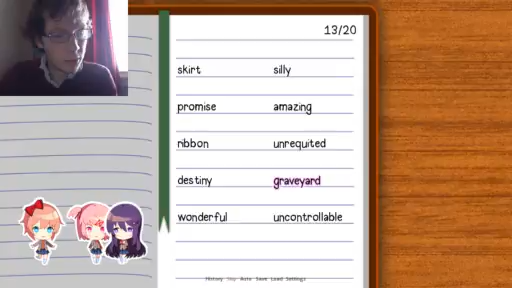 13/20
skirt silly
promise amazing
ribbon unrequited
destiny graveyard
wonderful uncontrollable
History Skip Auto Save Load Settings